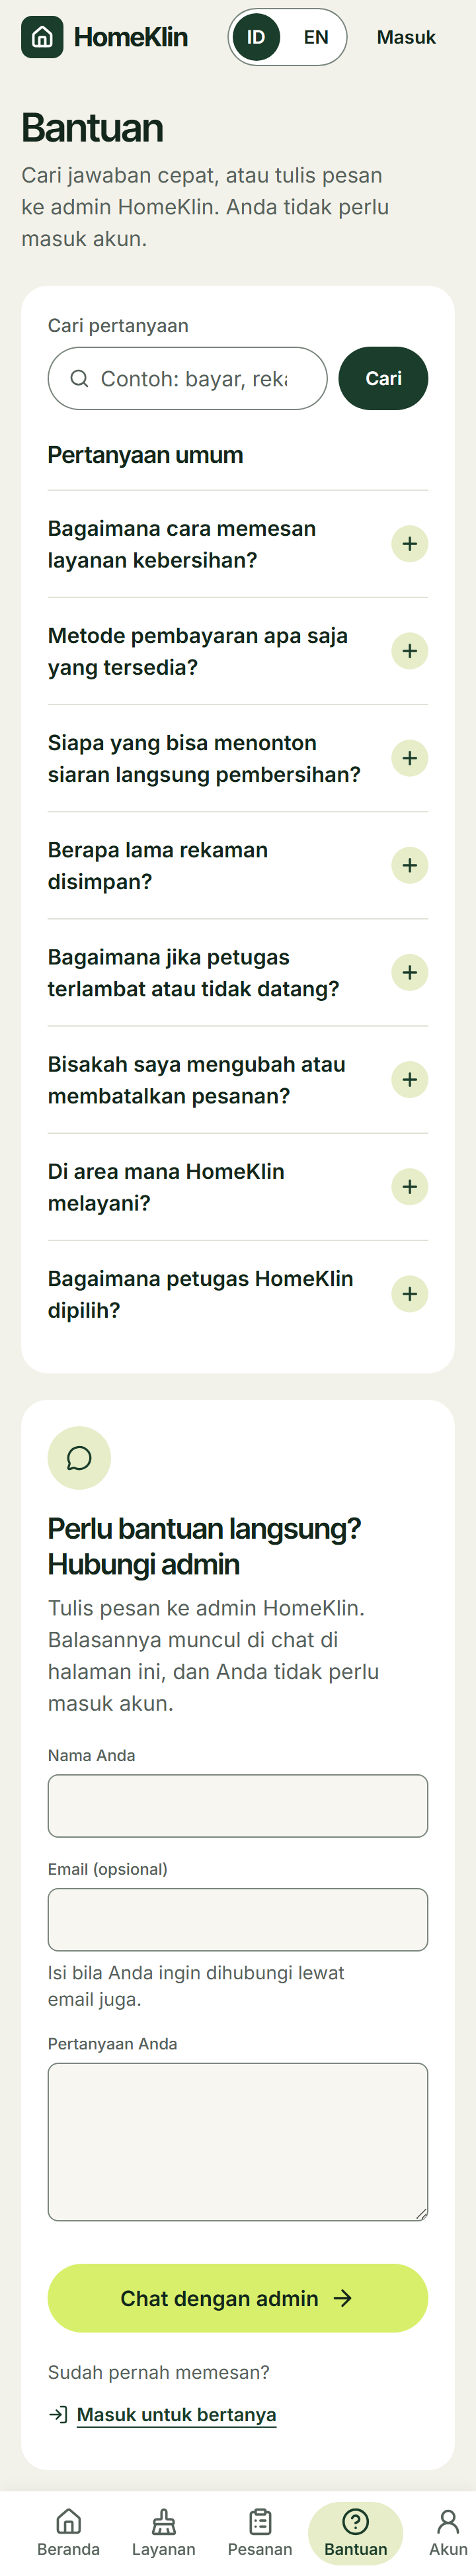 HomeKlin
ID
EN
Masuk
Bantuan
Cari jawaban cepat, atau tulis pesan
ke admin HomeKlin. Anda tidak perlu
masuk akun.
Cari pertanyaan
Contoh: bayar, reka
Cari
Pertanyaan umum
Bagaimana cara memesan
layanan kebersihan?
Metode pembayaran apa saja
yang tersedia?
Siapa yang bisa menonton
siaran langsung pembersihan?
Berapa lama rekaman
disimpan?
Bagaimana jika petugas
terlambat atau tidak datang?
Bisakah saya mengubah atau
membatalkan pesanan?
Di area mana HomeKlin
melayani?
Bagaimana petugas HomeKlin
dipilih?
Perlu bantuan langsung?
Hubungi admin
Tulis pesan ke admin HomeKlin.
Balasannya muncul di chat di
halaman ini, dan Anda tidak perlu
masuk akun.
Nama Anda
Email (opsional)
Isi bila Anda ingin dihubungi lewat
email juga.
Pertanyaan Anda
Chat dengan admin
Sudah pernah memesan?
Masuk untuk bertanya
Beranda
Layanan
Pesanan
Bantuan
Akun